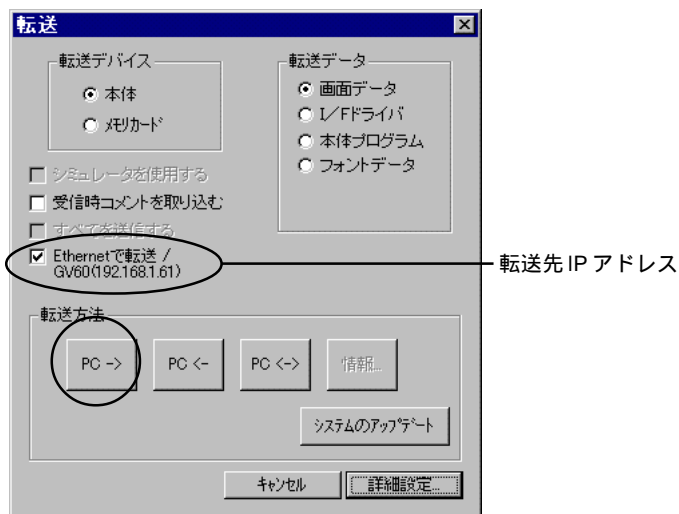 転送
転送デバイス
本体
メモリカード
転送データ
画面データ
I/Fドライバ
本体プログラム
フォントデータ
シミュレータを使用する
受信時コメントを取り込む
すべてを送信する
Ethernetで転送 /
GV60(192.168.1.61)
転送先 IP アドレス
転送方法
PC ->
PC <-
PC <->
情報...
システムのアップデート
キャンセル
詳細設定...